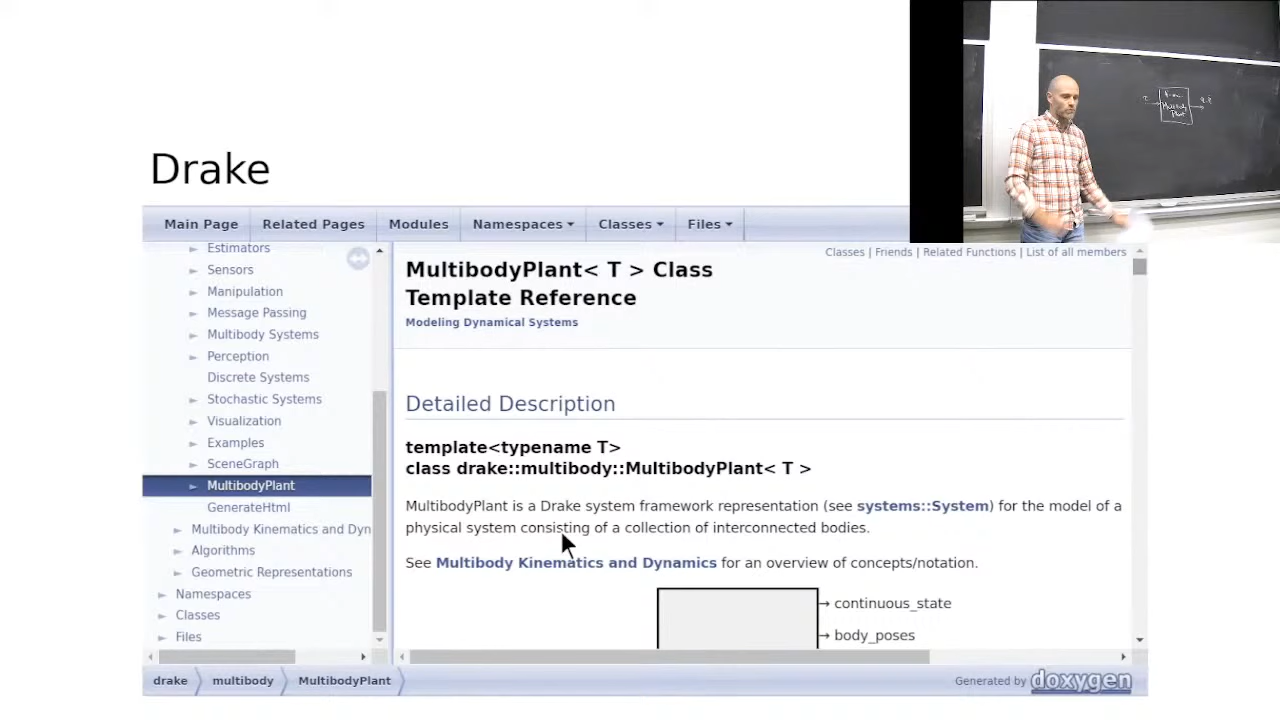 Drake
Main Page Related Pages Modules Namespaces Classes Files
Estimators
Sensors
Manipulation
Message Passing
Multibody Systems
Perception
Discrete Systems
Stochastic Systems
Visualization
Examples
SceneGraph
MultibodyPlant
GenerateHtml
Multibody Kinematics and Dyn
Algorithms
Geometric Representations
Namespaces
Classes
Files
Classes | Friends | Related Functions | List of all members
MultibodyPlant< T > Class
Template Reference
Modeling Dynamical Systems
Detailed Description
template<typename T>
class drake::multibody::MultibodyPlant< T >
MultibodyPlant is a Drake system framework representation (see systems::System) for the model of a
physical system consisting of a collection of interconnected bodies.
See Multibody Kinematics and Dynamics for an overview of concepts/notation.
→ continuous_state
→ body_poses
drake multibody MultibodyPlant
Generated by doxygen
Plant